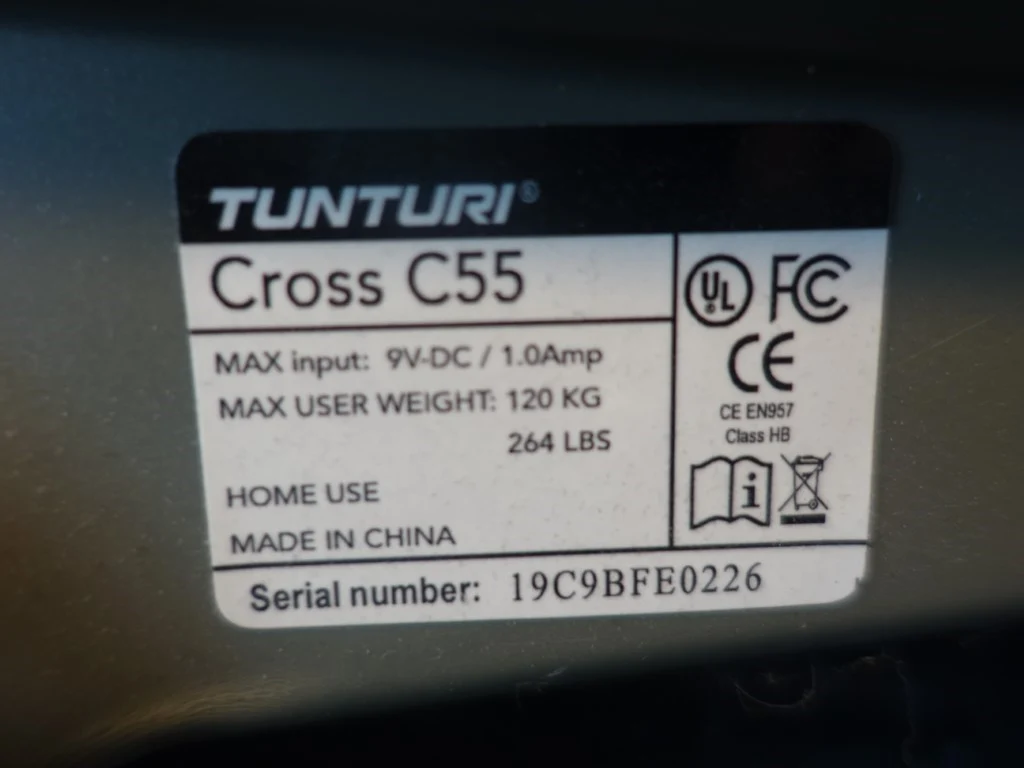 TUNTURI®
Cross C55
MAX input: 9V-DC / 1.0Amp
MAX USER WEIGHT: 120 KG
264 LBS
HOME USE
MADE IN CHINA
UL FC
CE
CE EN957
Class HB
i
Serial number: 19C9BFE0226